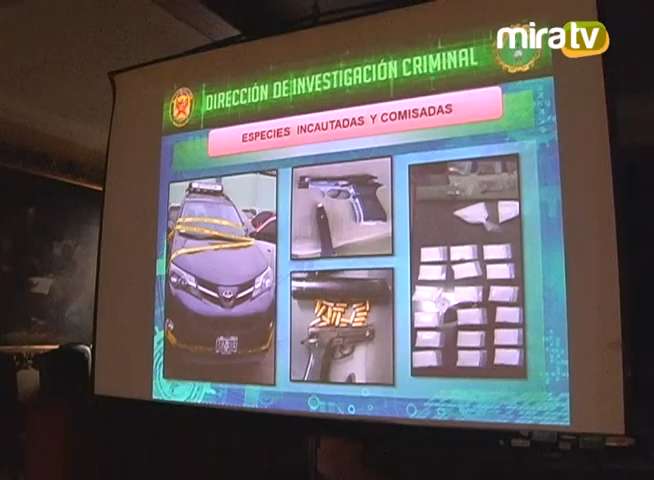 miratv
DIRECCIÓN DE INVESTIGACIÓN CRIMINAL
ESPECIES INCAUTADAS Y COMISADAS